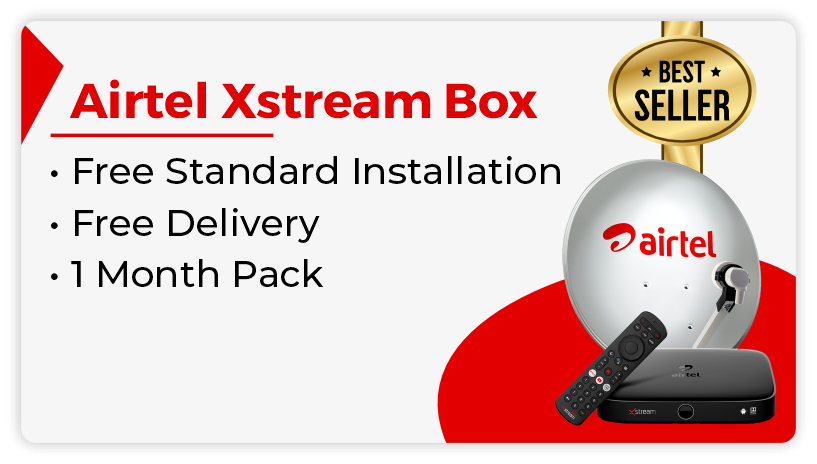 Airtel Xstream Box
• Free Standard Installation
• Free Delivery
• 1 Month Pack
BEST
SELLER
airtel
airtel
xstream